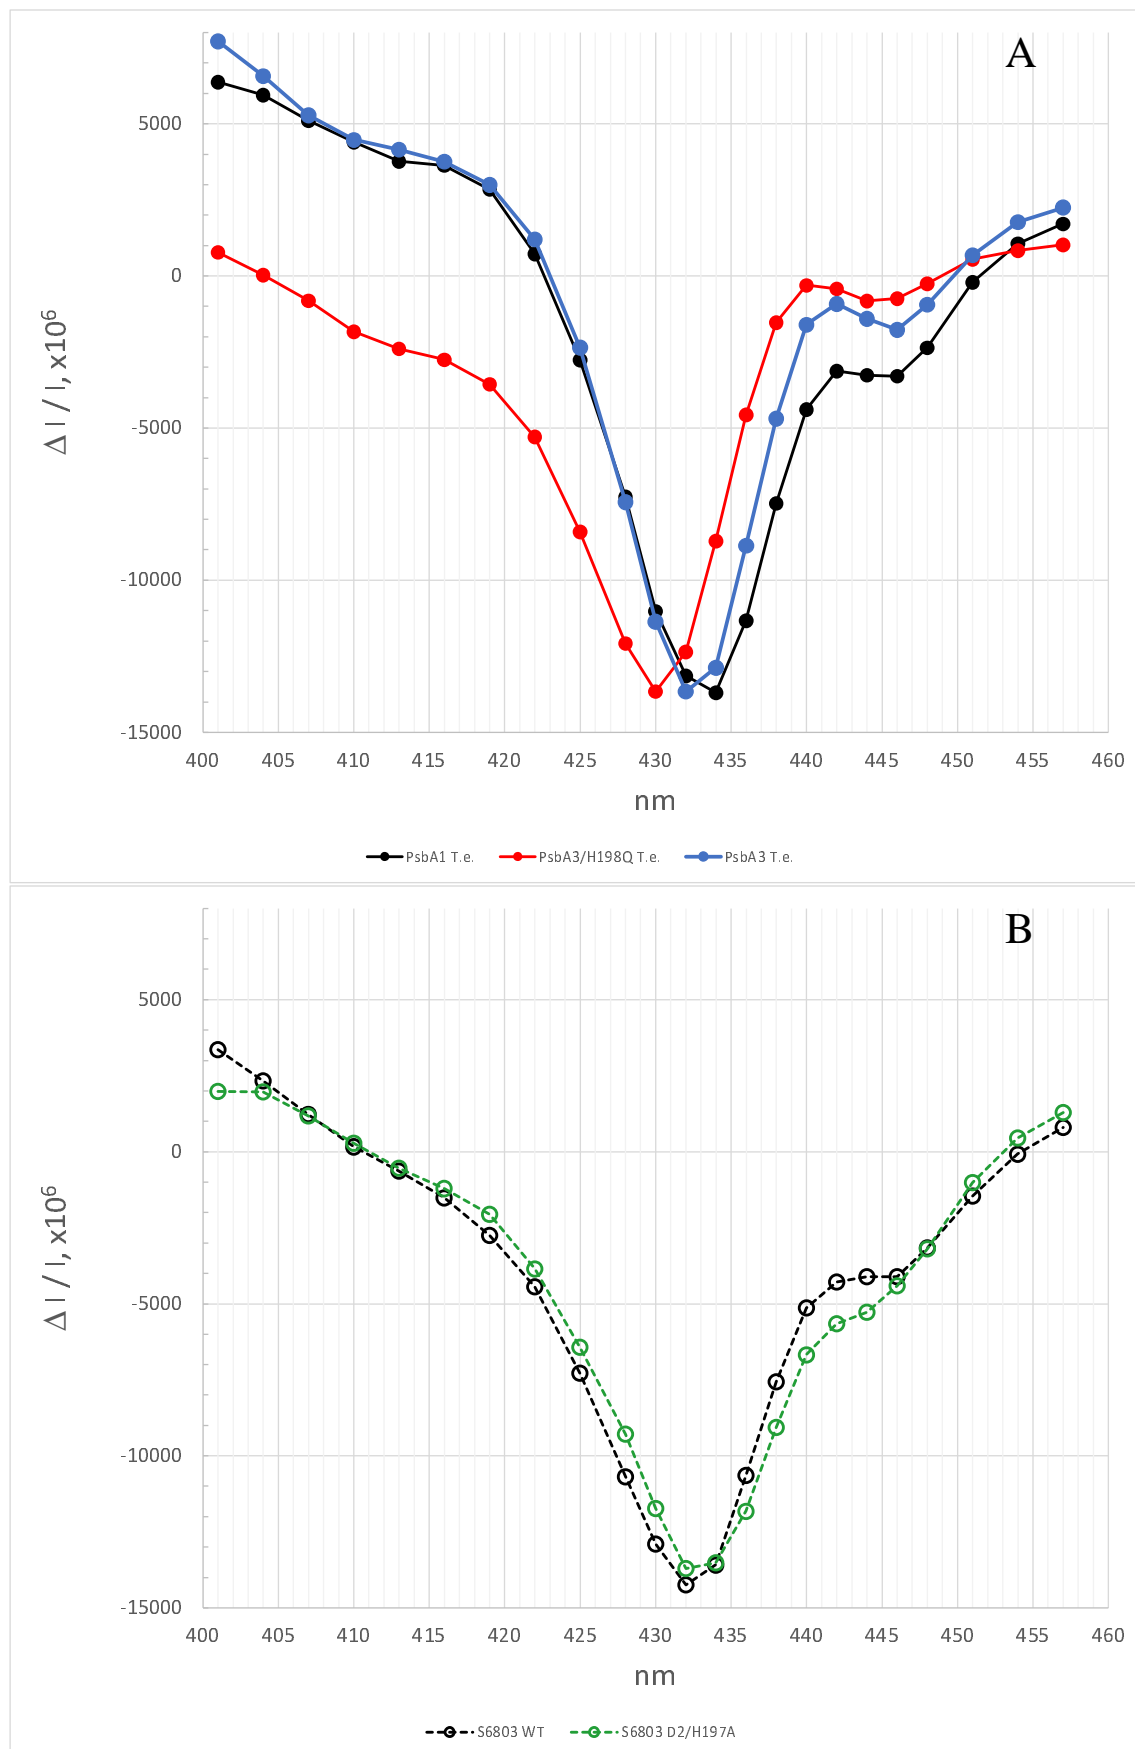 A
5000
0
-5000
-10000
-15000
Δ I / I, x10⁶
400 405 410 415 420 425 430 435 440 445 450 455 460
nm
PsbA1 T.e. PsbA3/H198Q T.e. PsbA3 T.e.
B
5000
0
-5000
-10000
-15000
Δ I / I, x10⁶
400 405 410 415 420 425 430 435 440 445 450 455 460
nm
S6803 WT S6803 D2/H197A